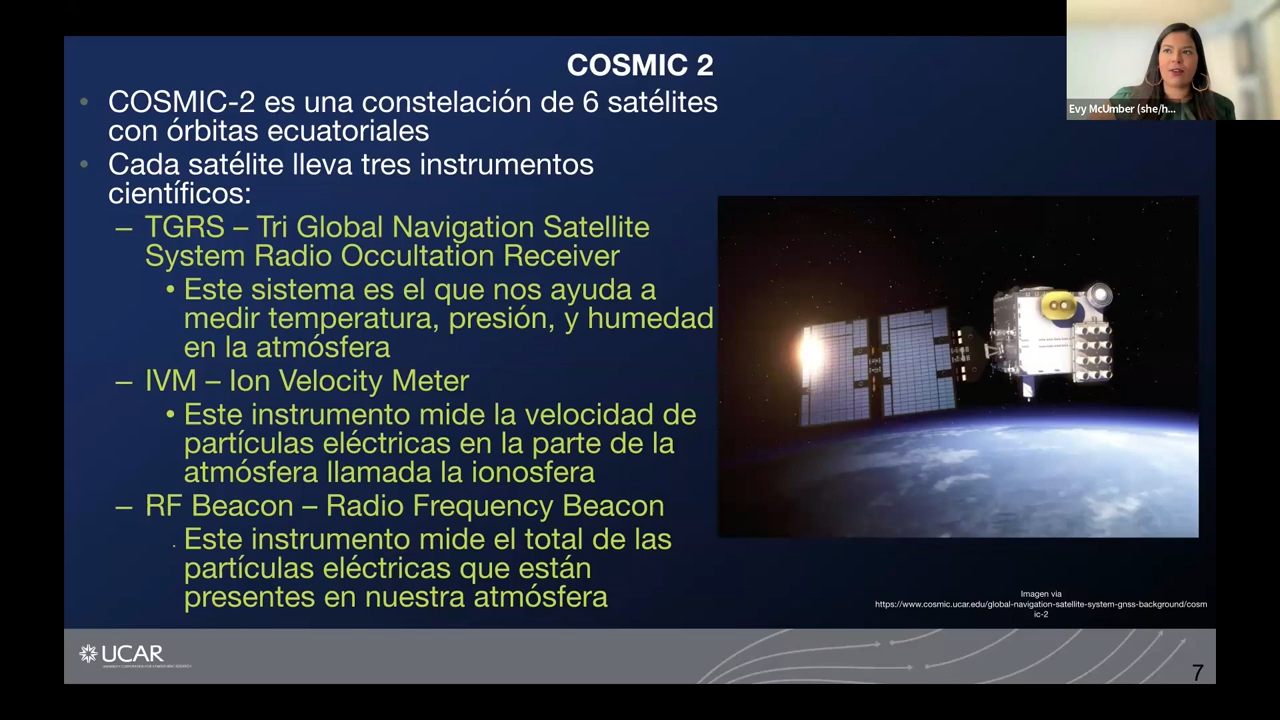 COSMIC 2
• COSMIC-2 es una constelación de 6 satélites
con órbitas ecuatoriales
• Cada satélite lleva tres instrumentos
científicos:
– TGRS – Tri Global Navigation Satellite
System Radio Occultation Receiver
• Este sistema es el que nos ayuda a
medir temperatura, presión, y humedad
en la atmósfera
– IVM – Ion Velocity Meter
• Este instrumento mide la velocidad de
partículas eléctricas en la parte de la
atmósfera llamada la ionosfera
– RF Beacon – Radio Frequency Beacon
. Este instrumento mide el total de las
partículas eléctricas que están
presentes en nuestra atmósfera
Evy McUmber (she/h...
Imagen via
https://www.cosmic.ucar.edu/global-navigation-satellite-system-gnss-background/cosm
ic-2
UCAR
7